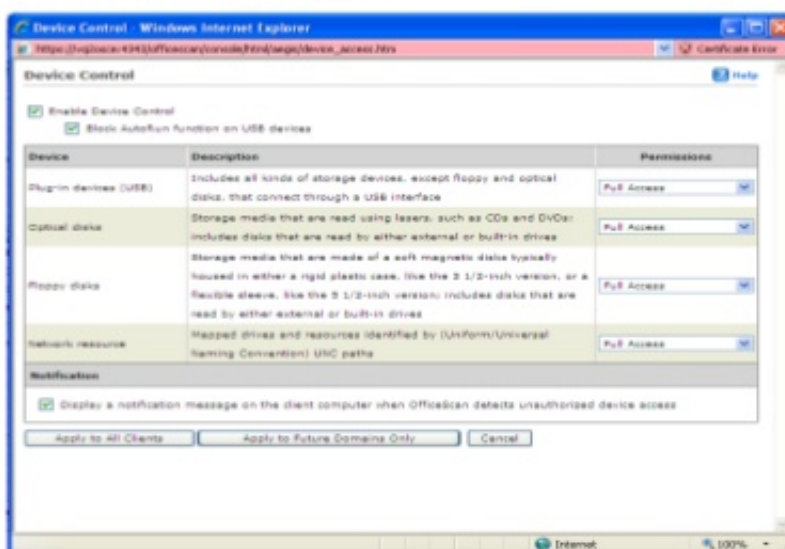 Device Control - Windows Internet Explorer
Certificate Error
Device Control
Help
Enable Device Control
Block AutoRun function on USB devices
Device Description Permissions
Plug-in devices (USB)
Includes all kinds of storage devices, except floppy and optical
disks, that connect through a USB interface
Full Access
Optical disks
Storage media that are read using lasers, such as CDs and DVDs;
includes disks that are read by either external or built-in drives
Full Access
Floppy disks
Storage media that are made of a soft magnetic disks typically
housed in either a rigid plastic case, like the 3 1/2-inch version, or a
flexible sleeve, like the 5 1/2-inch version; includes disks that are
read by either external or built-in drives
Full Access
Network resource
Mapped drives and resources identified by (Uniform/Universal
Naming Convention) UNC paths
Full Access
Notification
Display a notification message on the client computer when OfficeScan detects unauthorized device access
Apply to All Clients Apply to Future Domains Only Cancel
Internet 100%